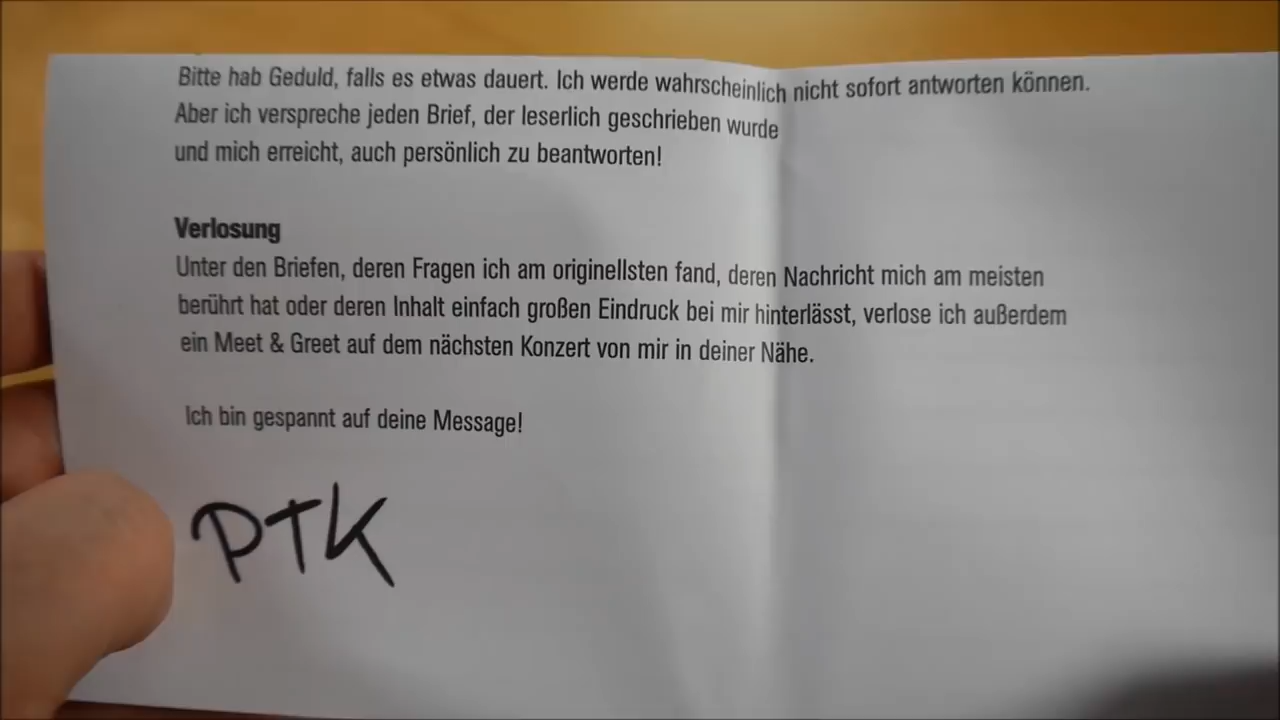 Bitte hab Geduld, falls es etwas dauert. Ich werde wahrscheinlich nicht sofort antworten können.
Aber ich verspreche jeden Brief, der leserlich geschrieben wurde
und mich erreicht, auch persönlich zu beantworten!
Verlosung
Unter den Briefen, deren Fragen ich am originellsten fand, deren Nachricht mich am meisten
berührt hat oder deren Inhalt einfach großen Eindruck bei mir hinterlässt, verlose ich außerdem
ein Meet & Greet auf dem nächsten Konzert von mir in deiner Nähe.
Ich bin gespannt auf deine Message!
PTK